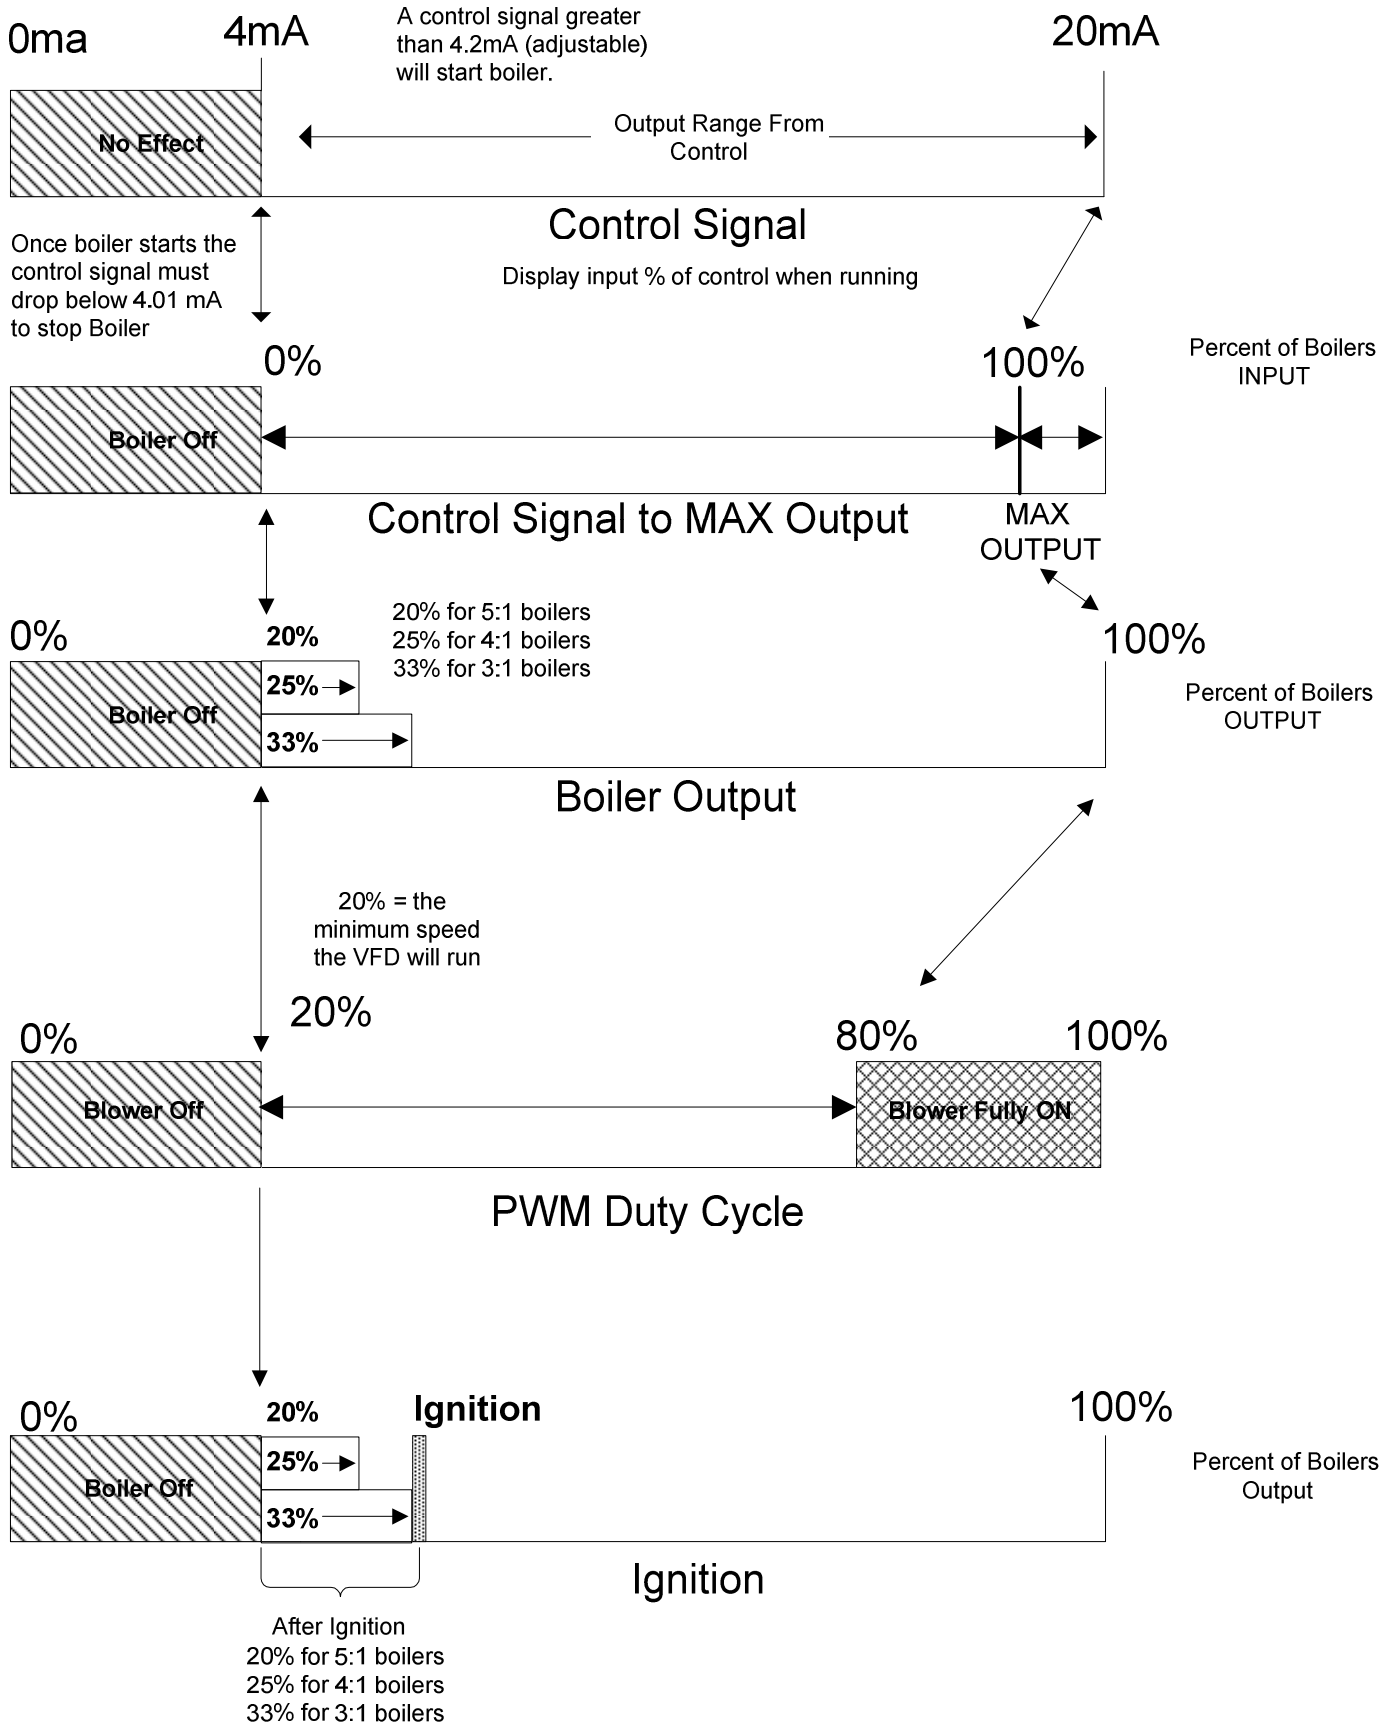 0ma
4mA
A control signal greater
than 4.2mA (adjustable)
will start boiler.
20mA
No Effect
Output Range From
Control
Control Signal
Once boiler starts the
control signal must
drop below 4.01 mA
to stop Boiler
Display input % of control when running
0%
100%
Percent of Boilers
INPUT
Boiler Off
Control Signal to MAX Output
MAX
OUTPUT
0%
20%
20% for 5:1 boilers
25% for 4:1 boilers
33% for 3:1 boilers
100%
Boiler Off
25%
33%
Percent of Boilers
OUTPUT
Boiler Output
20% = the
minimum speed
the VFD will run
0%
20%
80%
100%
Blower Off
Blower Fully ON
PWM Duty Cycle
0%
20%
Ignition
100%
Boiler Off
25%
33%
Percent of Boilers
Output
Ignition
After Ignition
20% for 5:1 boilers
25% for 4:1 boilers
33% for 3:1 boilers